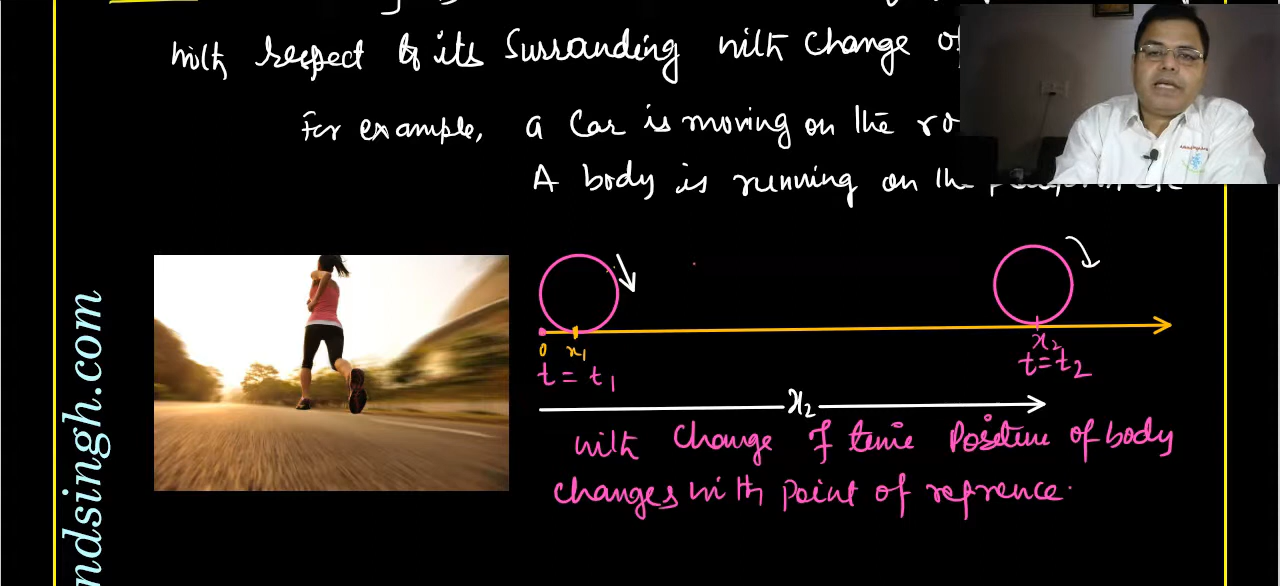 with respect to its Surranding with change of
For example, a Car is moving on the ro
A body is running on the
0 x₁ x₂
t = t₁ t=t₂
x₂
with Change of time Position of body
changes with point of refrence.
ndsingh.com